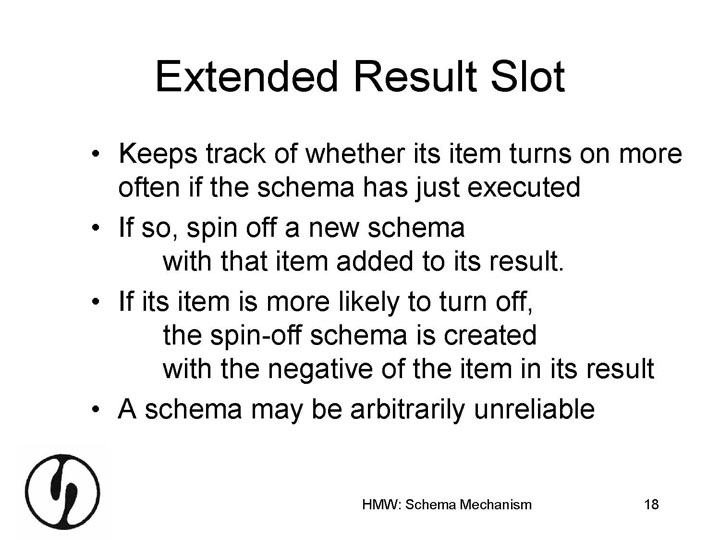 Extended Result Slot
• Keeps track of whether its item turns on more
often if the schema has just executed
• If so, spin off a new schema
with that item added to its result.
• If its item is more likely to turn off,
the spin-off schema is created
with the negative of the item in its result
• A schema may be arbitrarily unreliable
HMW: Schema Mechanism 18